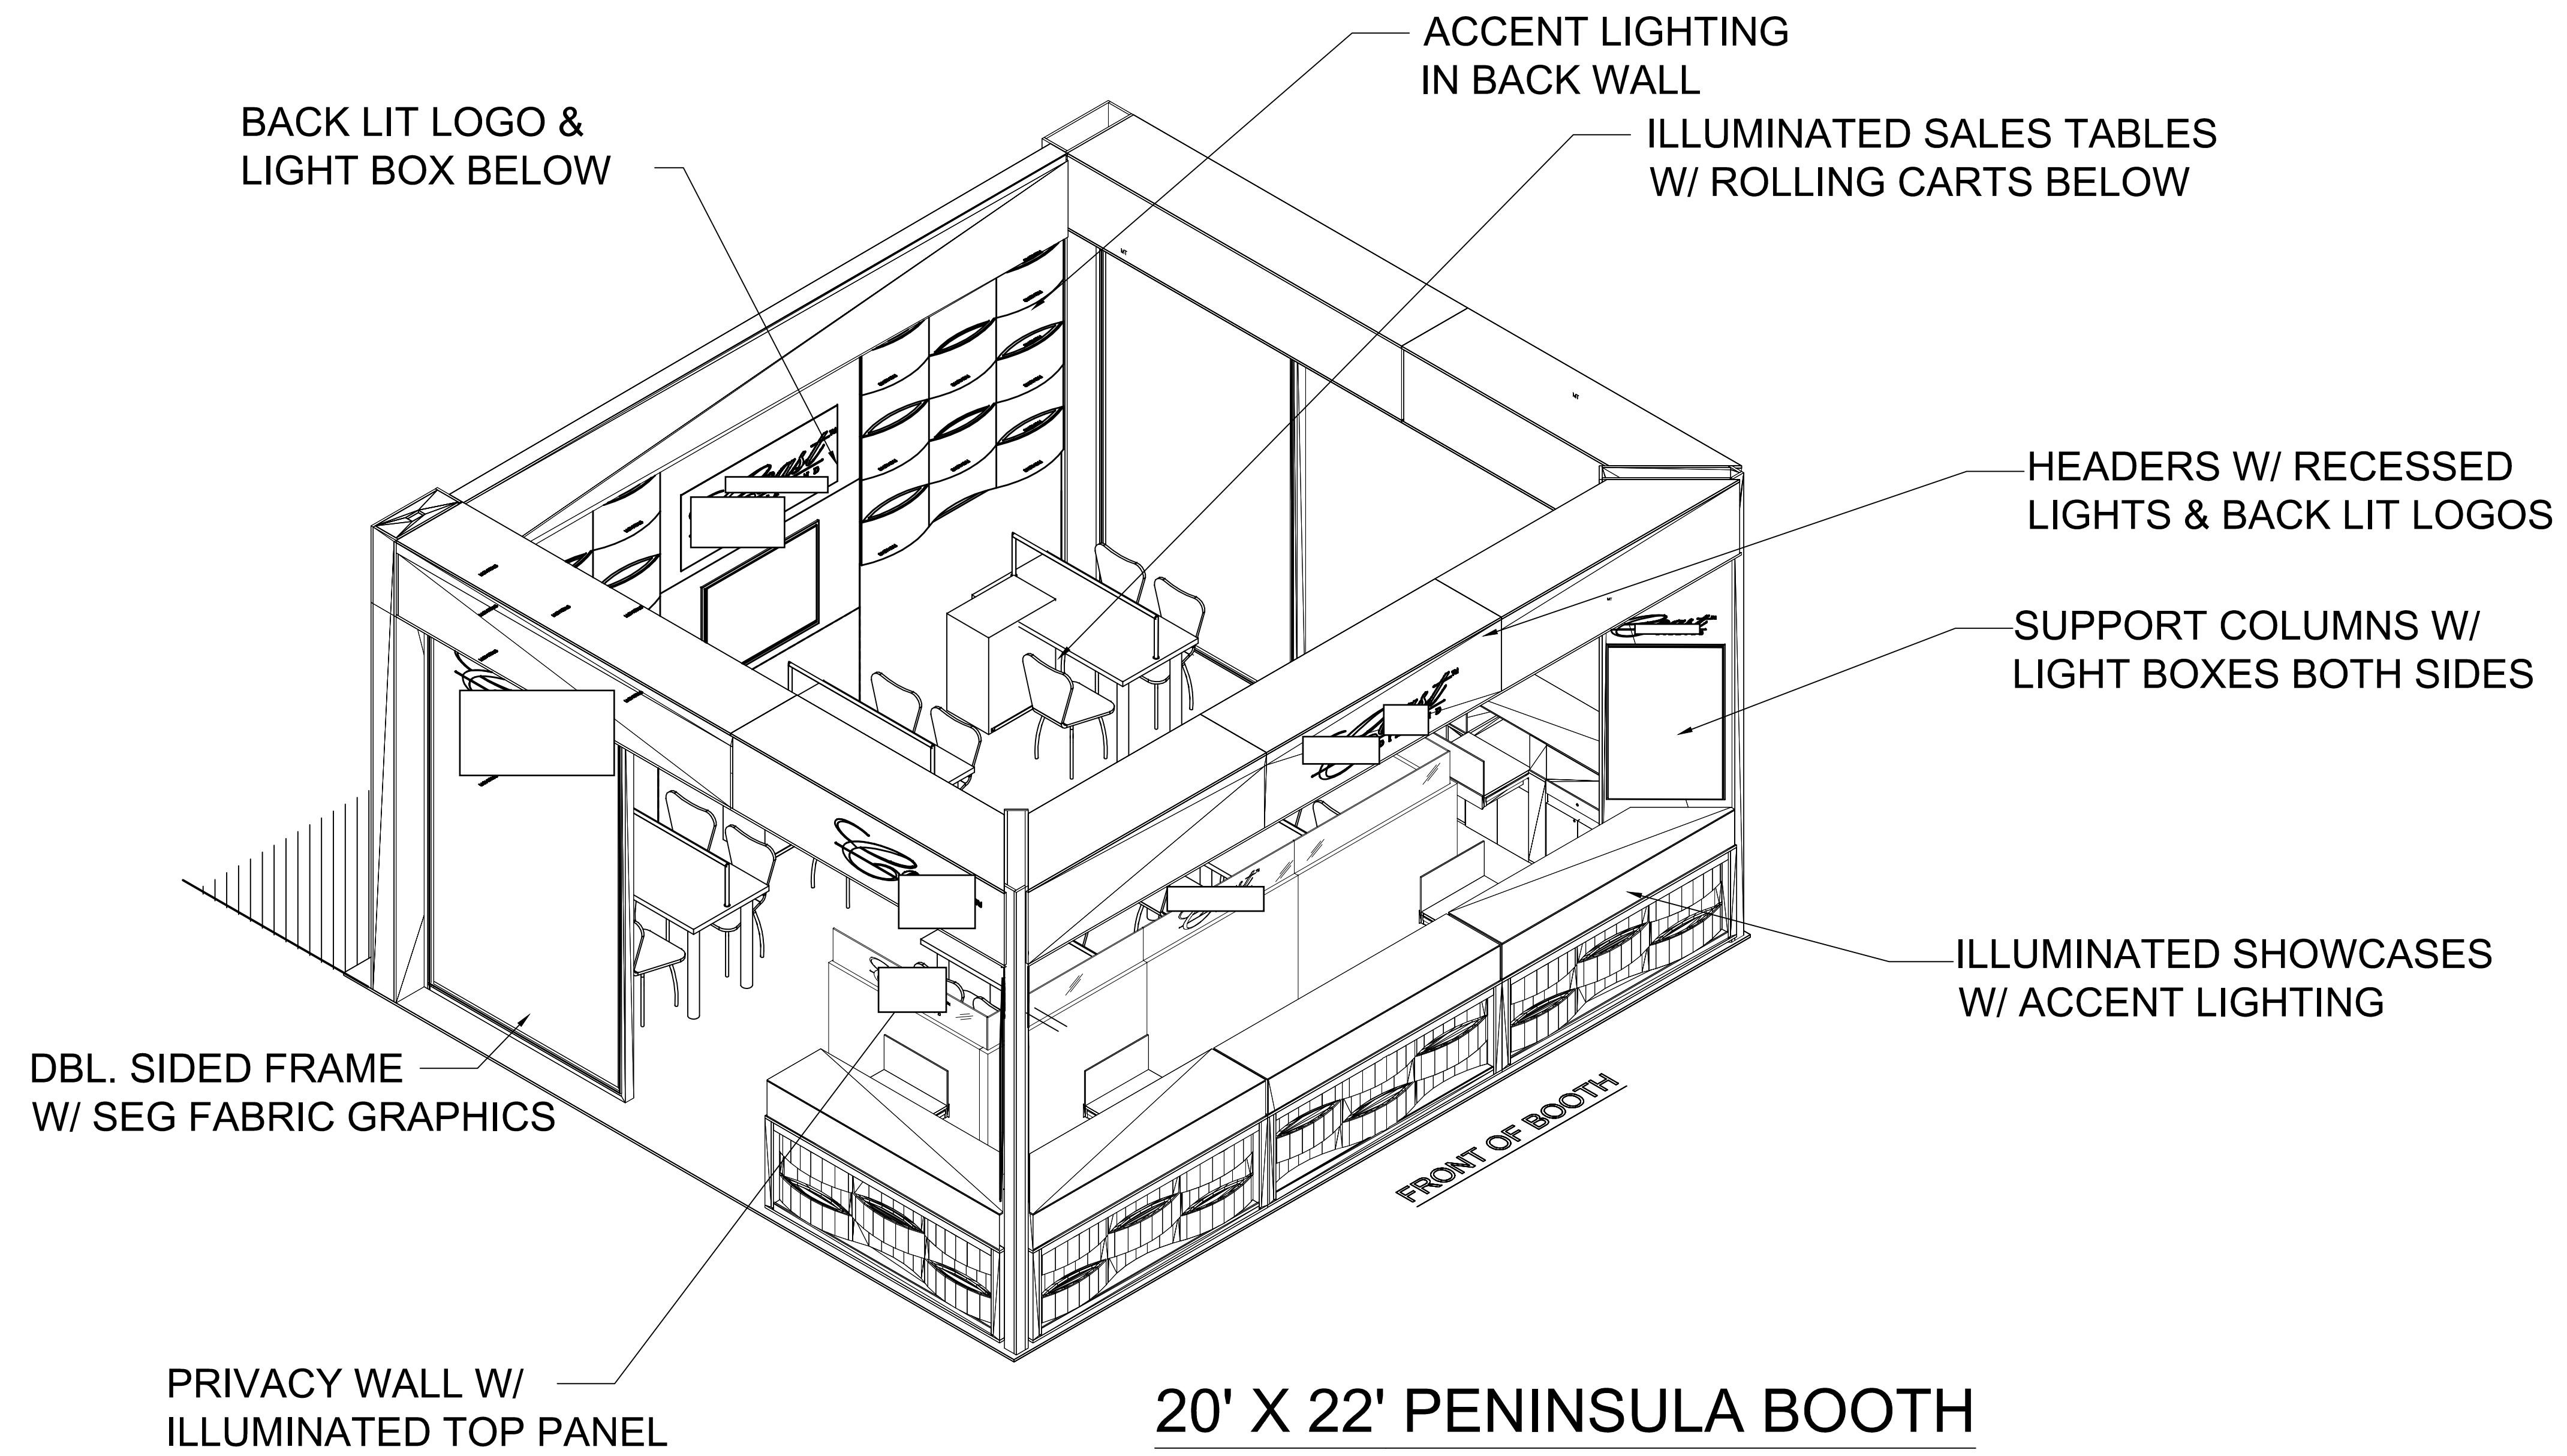 ACCENT LIGHTING
IN BACK WALL
BACK LIT LOGO &
LIGHT BOX BELOW
ILLUMINATED SALES TABLES
W/ ROLLING CARTS BELOW
HEADERS W/ RECESSED
LIGHTS & BACK LIT LOGOS
SUPPORT COLUMNS W/
LIGHT BOXES BOTH SIDES
ILLUMINATED SHOWCASES
W/ ACCENT LIGHTING
DBL. SIDED FRAME
W/ SEG FABRIC GRAPHICS
FRONT OF BOOTH
PRIVACY WALL W/
ILLUMINATED TOP PANEL
20' X 22' PENINSULA BOOTH